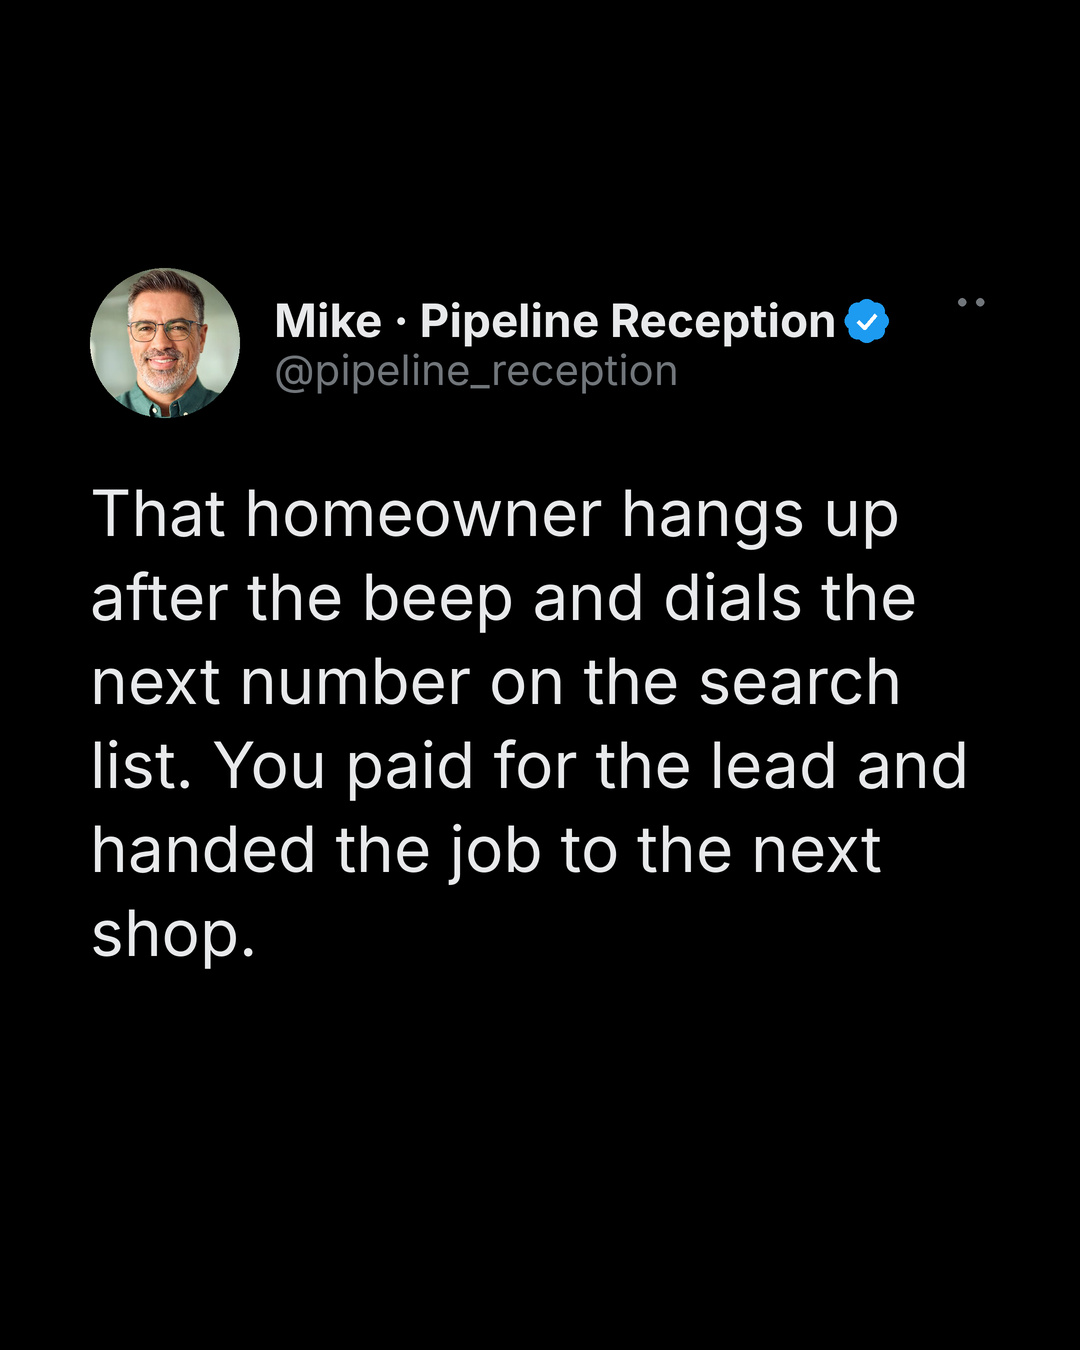 Mike · Pipeline Reception
@pipeline_reception
That homeowner hangs up
after the beep and dials the
next number on the search
list. You paid for the lead and
handed the job to the next
shop.